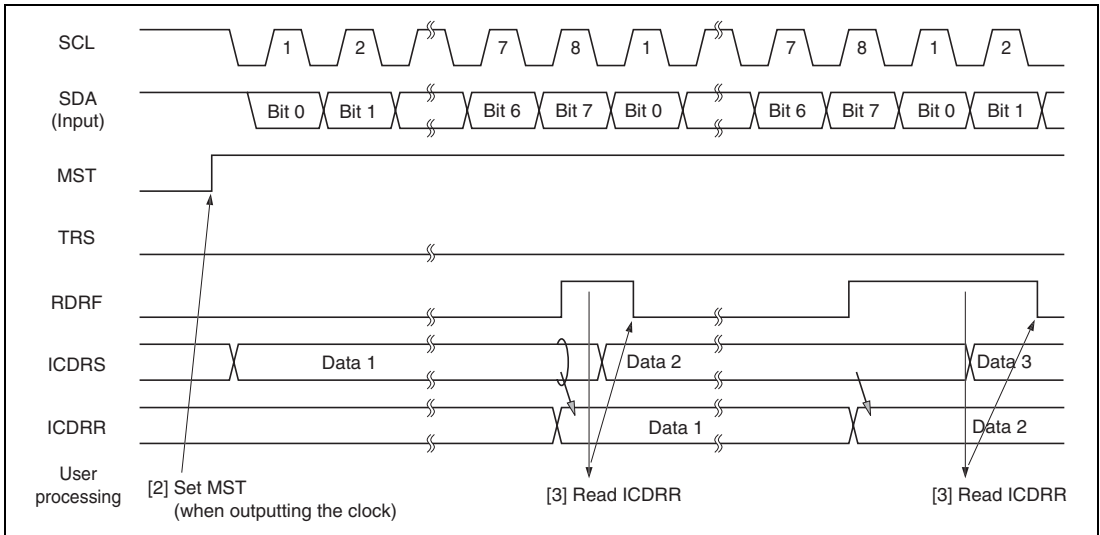 SCL 1 2 7 8 1 7 8 1 2
SDA
(Input)
Bit 0 Bit 1 Bit 6 Bit 7 Bit 0 Bit 6 Bit 7 Bit 0 Bit 1
MST
TRS
RDRF
ICDRS Data 1 Data 2 Data 3
ICDRR Data 1 Data 2
User
processing
[2] Set MST
(when outputting the clock)
[3] Read ICDRR
[3] Read ICDRR